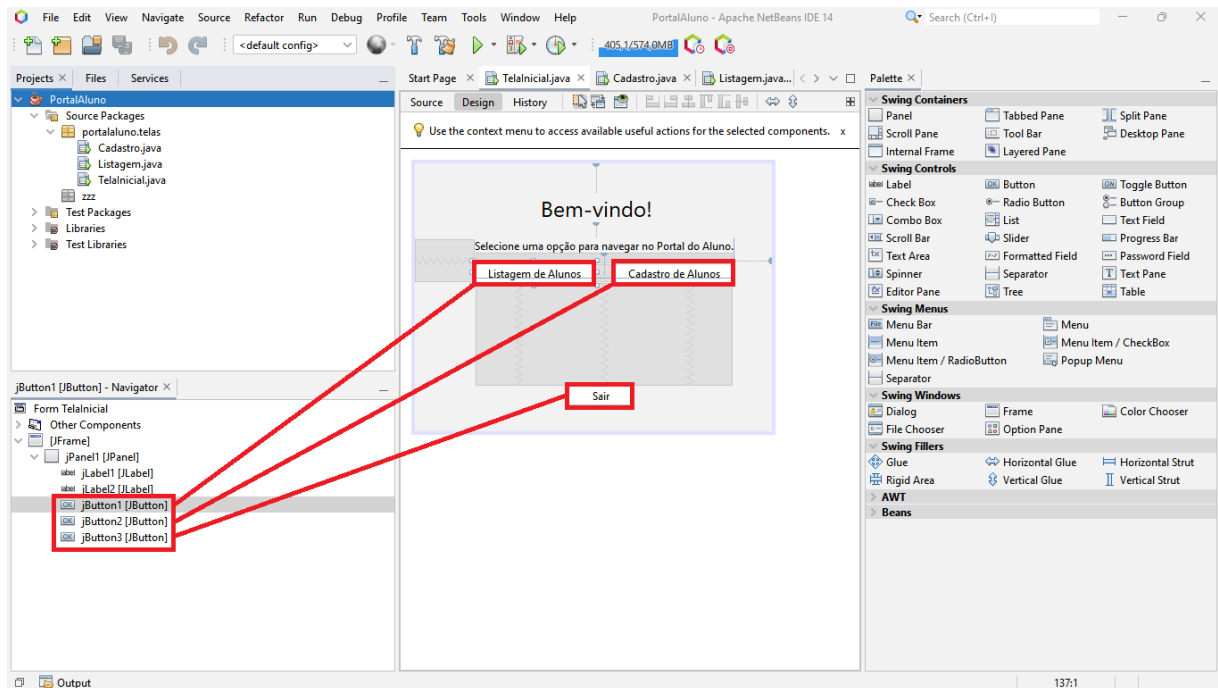 File Edit View Navigate Source Refactor Run Debug Profile Team Tools Window Help PortalAluno - Apache NetBeans IDE 14 Search (Ctrl+I)
<default config> 405,1/574,0MB
Projects Files Services
PortalAluno
Source Packages
portalaluno.telas
Cadastro.java
Listagem.java
TelaInicial.java
zzz
Test Packages
Libraries
Test Libraries
jButton1 [JButton] - Navigator
Form TelaInicial
Other Components
[JFrame]
jPanel1 [JPanel]
label jLabel1 [JLabel]
label jLabel2 [JLabel]
OK jButton1 [JButton]
OK jButton2 [JButton]
OK jButton3 [JButton]
Start Page TelaInicial.java Cadastro.java Listagem.java...
Source Design History
Use the context menu to access available useful actions for the selected components. x
Bem-vindo!
Selecione uma opção para navegar no Portal do Aluno.
Listagem de Alunos Cadastro de Alunos
Sair
Palette
Swing Containers
Panel Tabbed Pane Split Pane
Scroll Pane Tool Bar Desktop Pane
Internal Frame Layered Pane
Swing Controls
label Label OK Button ON Toggle Button
Check Box Radio Button Button Group
Combo Box List Text Field
Scroll Bar Slider Progress Bar
Text Area Formatted Field Password Field
Spinner Separator Text Pane
Editor Pane Tree Table
Swing Menus
Menu Bar Menu
Menu Item Menu Item / CheckBox
Menu Item / RadioButton Popup Menu
Separator
Swing Windows
Dialog Frame Color Chooser
File Chooser Option Pane
Swing Fillers
Glue Horizontal Glue Horizontal Strut
Rigid Area Vertical Glue Vertical Strut
AWT
Beans
Output 137:1